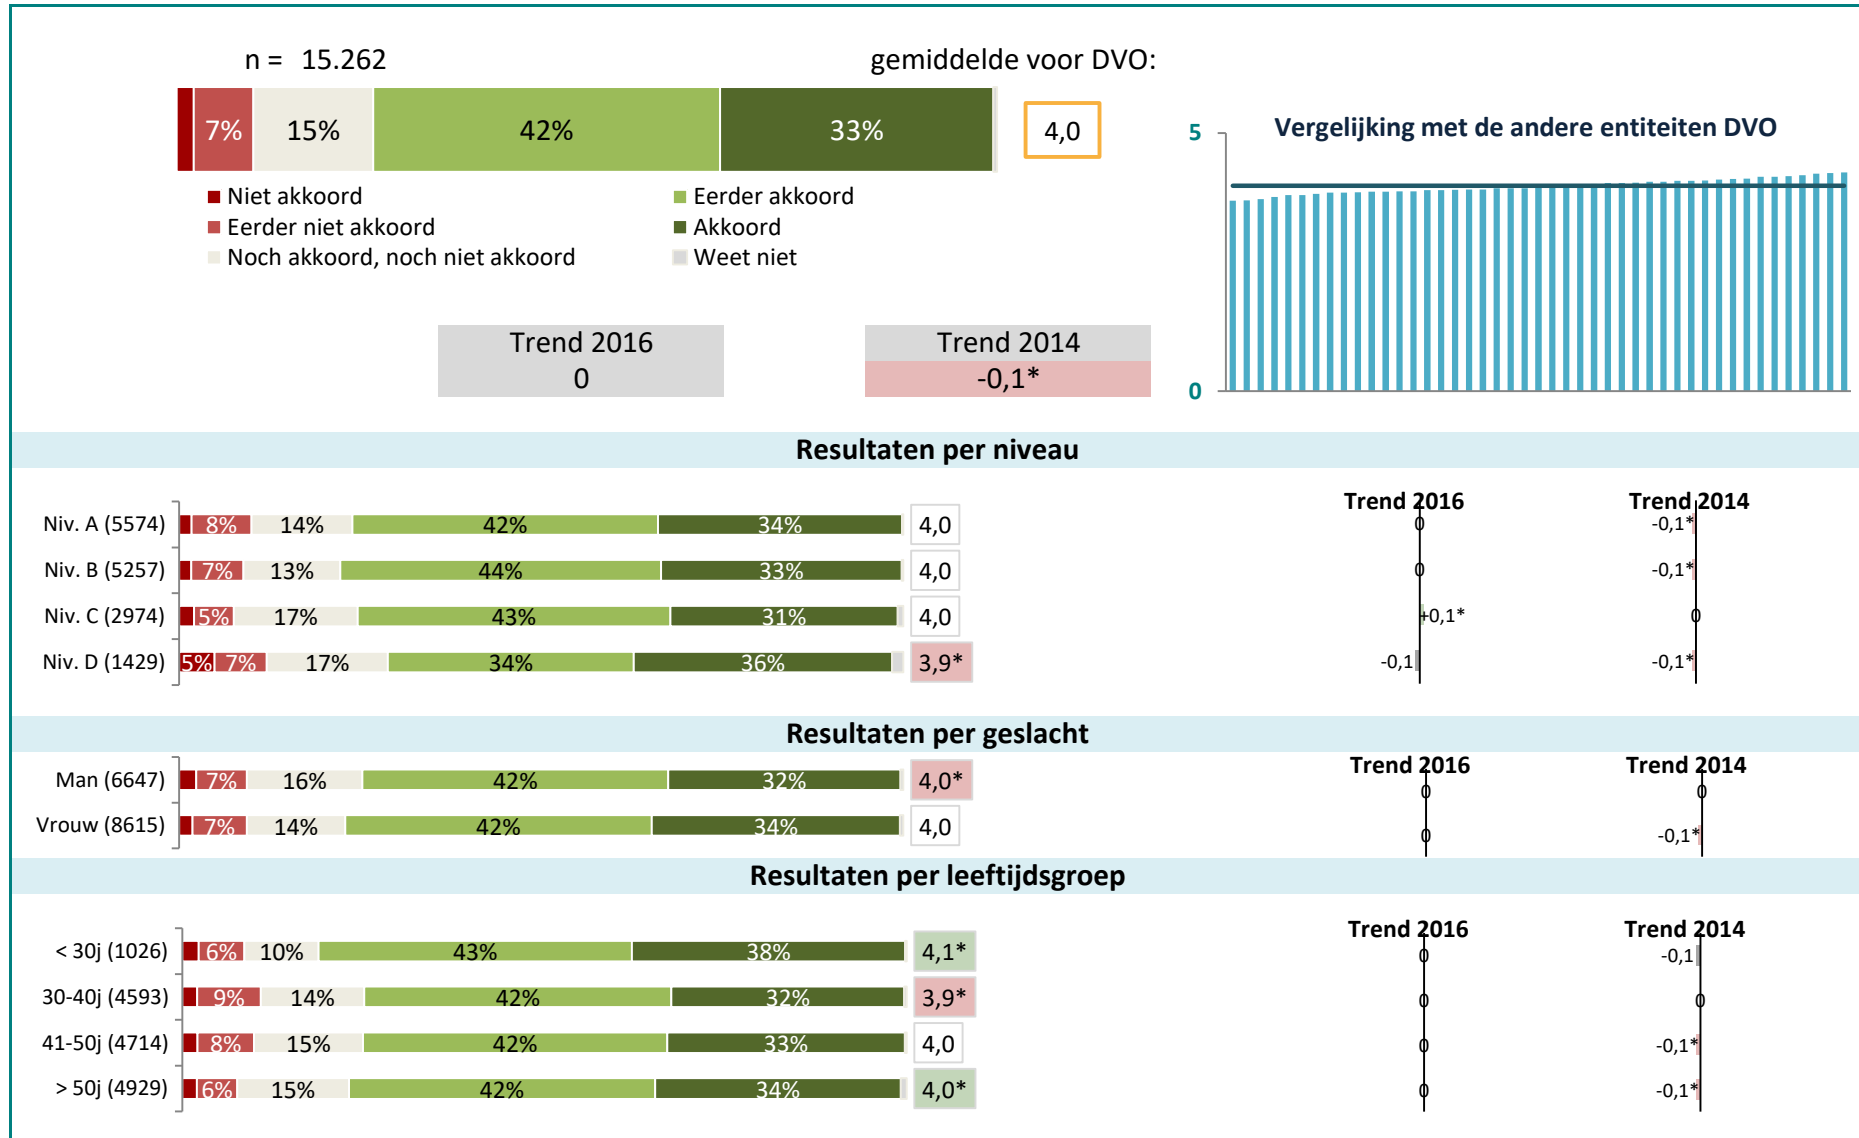 n = 15.262
gemiddelde voor DVO:
7% 15% 42% 33% 4,0
Niet akkoord
Eerder akkoord
Eerder niet akkoord
Akkoord
Noch akkoord, noch niet akkoord
Weet niet
Vergelijking met de andere entiteiten DVO
5
0
Trend 2016
0
Trend 2014
-0,1*
Resultaten per niveau
Trend 2016 Trend 2014
Niv. A (5574) 8% 14% 42% 34% 4,0 0 -0,1*
Niv. B (5257) 7% 13% 44% 33% 4,0 0 -0,1*
Niv. C (2974) 5% 17% 43% 31% 4,0 +0,1* 0
Niv. D (1429) 5% 7% 17% 34% 36% 3,9* -0,1 -0,1*
Resultaten per geslacht
Trend 2016 Trend 2014
Man (6647) 7% 16% 42% 32% 4,0* 0 0
Vrouw (8615) 7% 14% 42% 34% 4,0 0 -0,1*
Resultaten per leeftijdsgroep
Trend 2016 Trend 2014
< 30j (1026) 6% 10% 43% 38% 4,1* 0 -0,1
30-40j (4593) 9% 14% 42% 32% 3,9* 0 0
41-50j (4714) 8% 15% 42% 33% 4,0 0 -0,1*
> 50j (4929) 6% 15% 42% 34% 4,0* 0 -0,1*